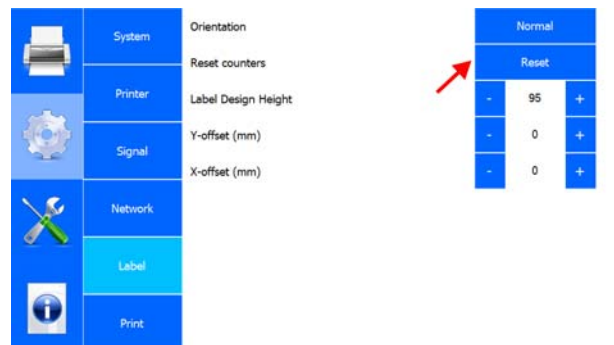 System
Printer
Signal
Network
Label
Print
Orientation Normal
Reset counters Reset
Label Design Height - 95 +
Y-offset (mm) - 0 +
X-offset (mm) - 0 +